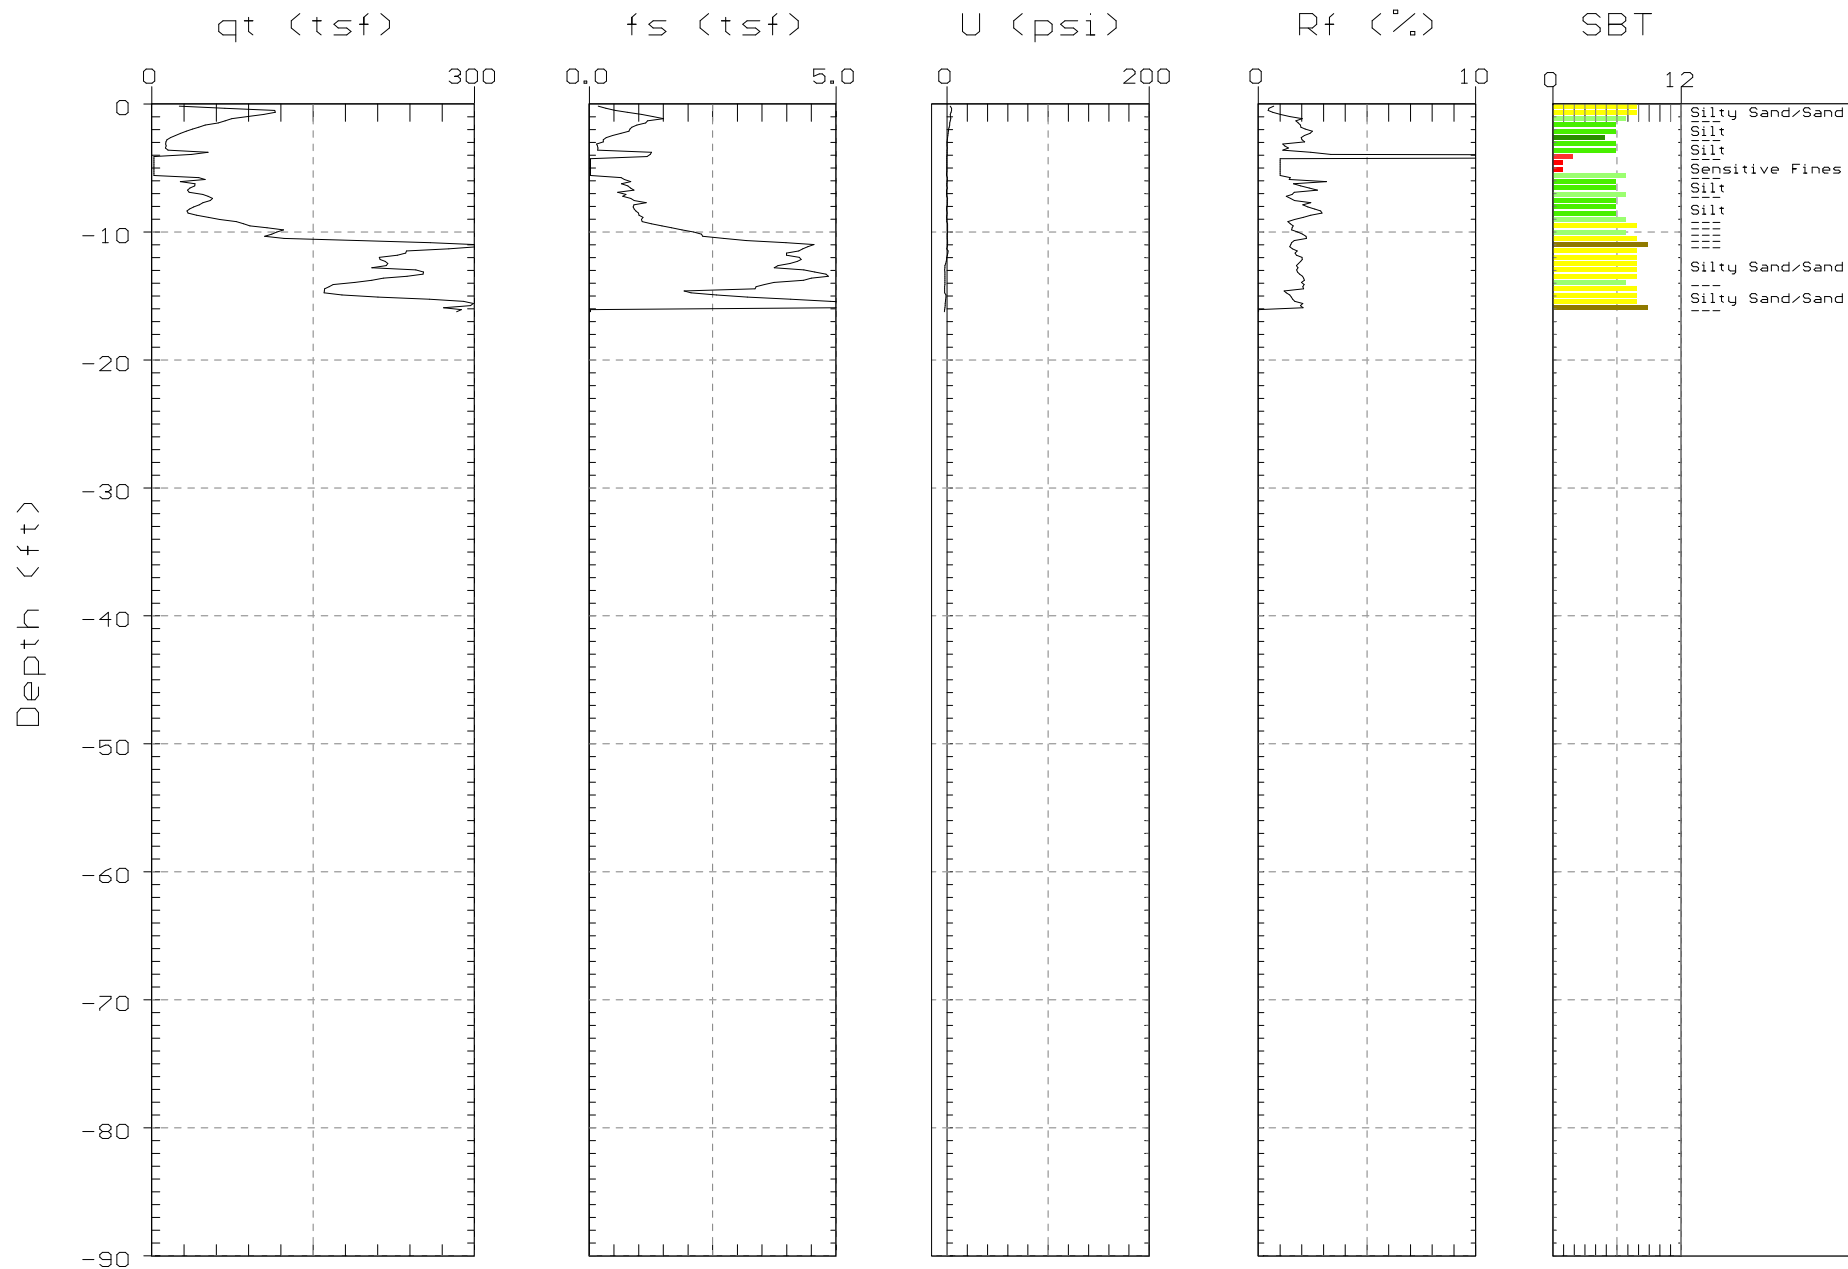 qt (tsf) fs (tsf) U (psi) Rf (%) SBT
0 300 0.0 5.0 0 200 0 10 0 12
0
-10
-20
-30
-40
-50
-60
-70
-80
-90
Depth (ft)
Silty Sand/Sand
---
Silt
---
Silt
---
Sensitive Fines
---
Silt
---
Silt
---
---
---
---
---
Silty Sand/Sand
---
Silty Sand/Sand
---